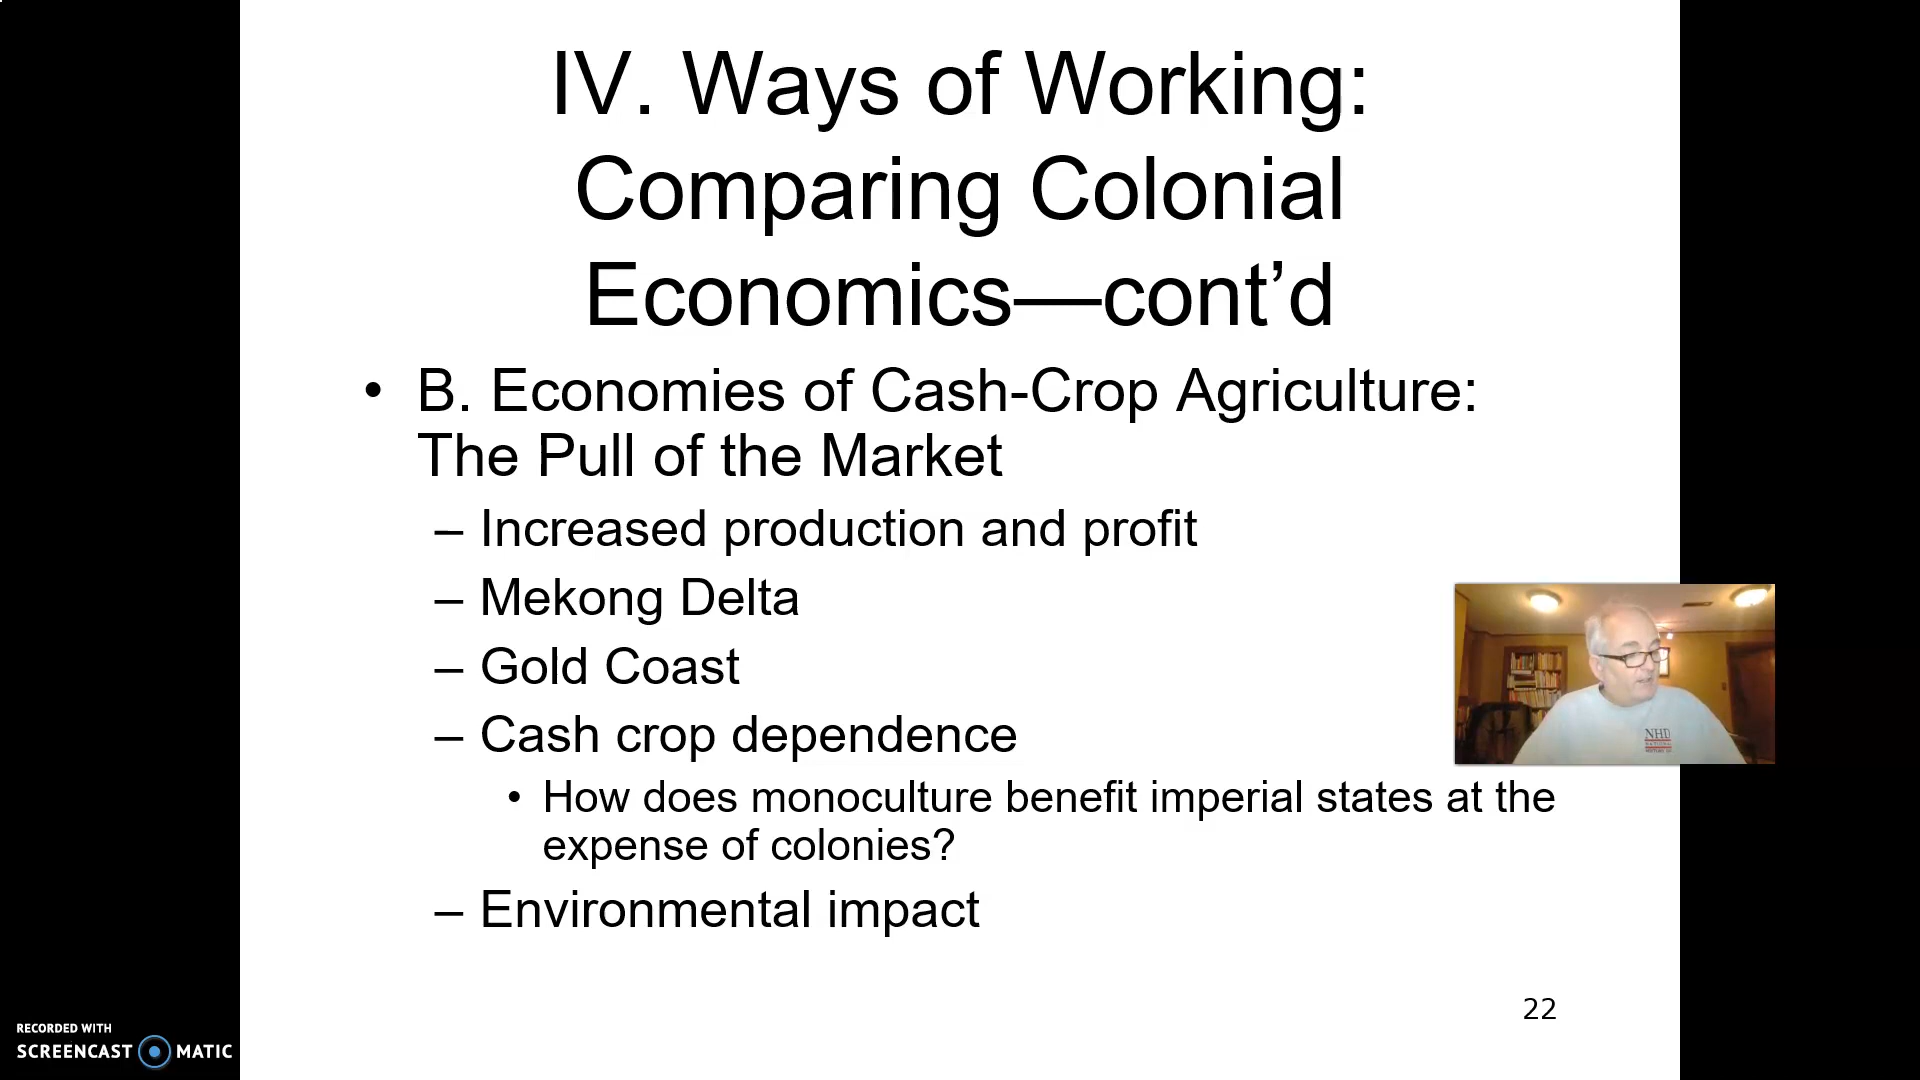 IV. Ways of Working:
Comparing Colonial
Economics—cont’d
• B. Economies of Cash-Crop Agriculture:
The Pull of the Market
– Increased production and profit
– Mekong Delta
– Gold Coast
– Cash crop dependence
• How does monoculture benefit imperial states at the
expense of colonies?
– Environmental impact
NHD
22
RECORDED WITH
SCREENCAST MATIC